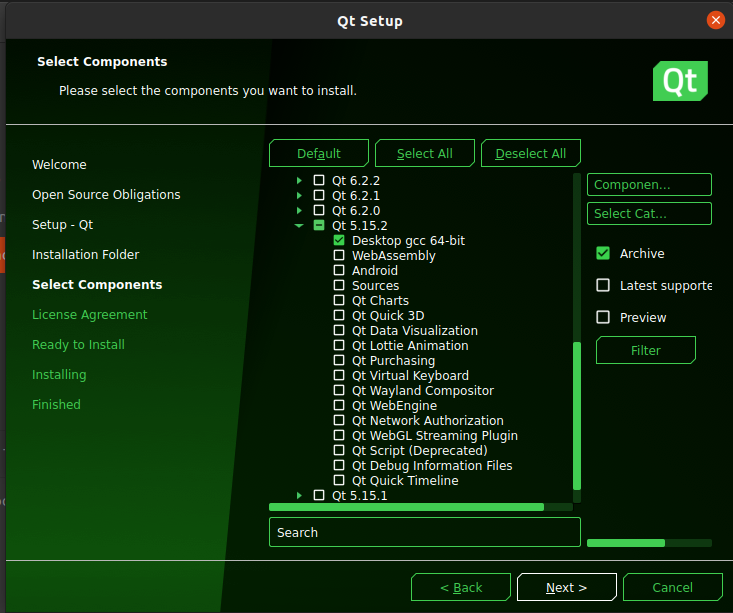 Qt Setup
Select Components
Please select the components you want to install.
Qt
Welcome
Open Source Obligations
Setup - Qt
Installation Folder
Select Components
License Agreement
Ready to Install
Installing
Finished
Default
Select All
Deselect All
Qt 6.2.2
Qt 6.2.1
Qt 6.2.0
Qt 5.15.2
Desktop gcc 64-bit
WebAssembly
Android
Sources
Qt Charts
Qt Quick 3D
Qt Data Visualization
Qt Lottie Animation
Qt Purchasing
Qt Virtual Keyboard
Qt Wayland Compositor
Qt WebEngine
Qt Network Authorization
Qt WebGL Streaming Plugin
Qt Script (Deprecated)
Qt Debug Information Files
Qt Quick Timeline
Qt 5.15.1
Search
Componen...
Select Cat...
Archive
Latest supporte
Preview
Filter
< Back
Next >
Cancel